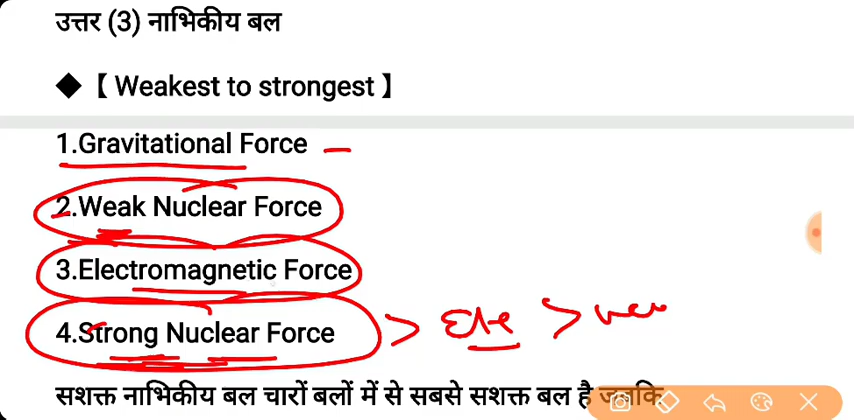 उत्तर (3) नाभिकीय बल
◆【 Weakest to strongest 】
1.Gravitational Force –
2.Weak Nuclear Force
3.Electromagnetic Force
4.Strong Nuclear Force > Ele >
सशक्त नाभिकीय बल चारों बलों में से सबसे सशक्त बल है जबकि